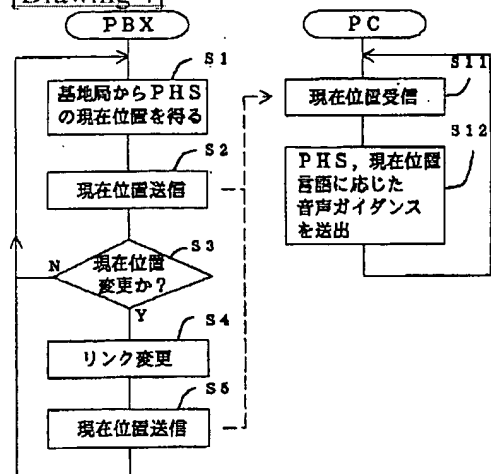 PBX
S1
基地局からPHS
の現在位置を得る
S2
現在位置送信
S3
現在位置
変更か?
N
Y
S4
リンク変更
S5
現在位置送信
PC
S11
現在位置受信
S12
PHS,現在位置
言語に応じた
音声ガイダンス
を送出